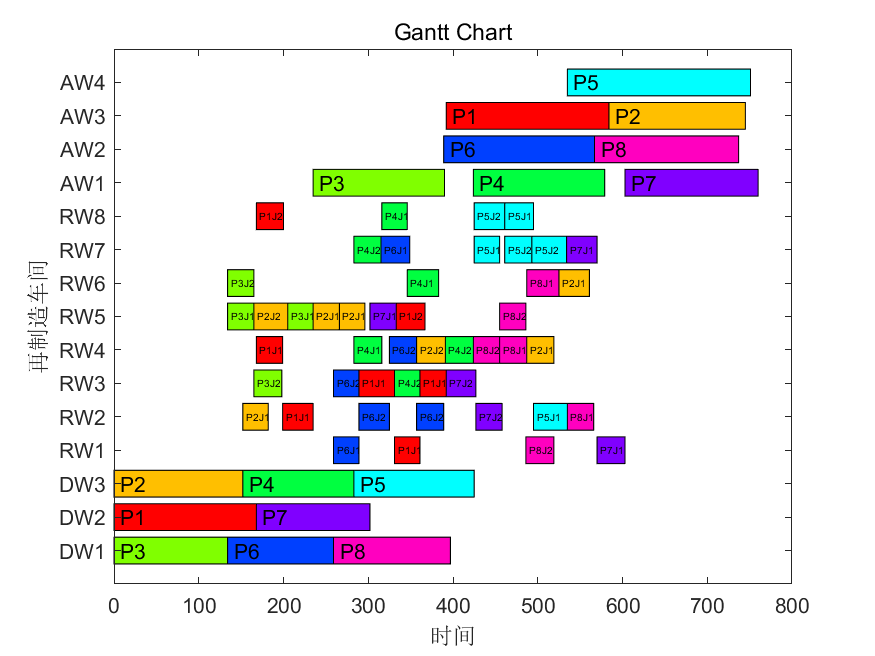 Gantt Chart
AW4 P5
AW3 P1 P2
AW2 P6 P8
AW1 P3 P4 P7
RW8 P1J2 P4J1 P5J2 P5J1
RW7 P4J2 P6J1 P5J1 P5J2 P5J2 P7J1
RW6 P3J2 P4J1 P8J1 P2J1
RW5 P3J1 P2J2 P3J1 P2J1 P2J1 P7J1 P1J2 P8J2
RW4 P1J1 P4J1 P6J2 P2J2 P4J2 P8J2 P8J1 P2J1
RW3 P3J2 P6J2 P1J1 P4J2 P1J1 P7J2
RW2 P2J1 P1J1 P6J2 P6J2 P7J2 P5J1 P8J1
RW1 P6J1 P1J1 P8J2 P7J1
DW3 P2 P4 P5
DW2 P1 P7
DW1 P3 P6 P8
0 100 200 300 400 500 600 700 800
时间
再制造车间